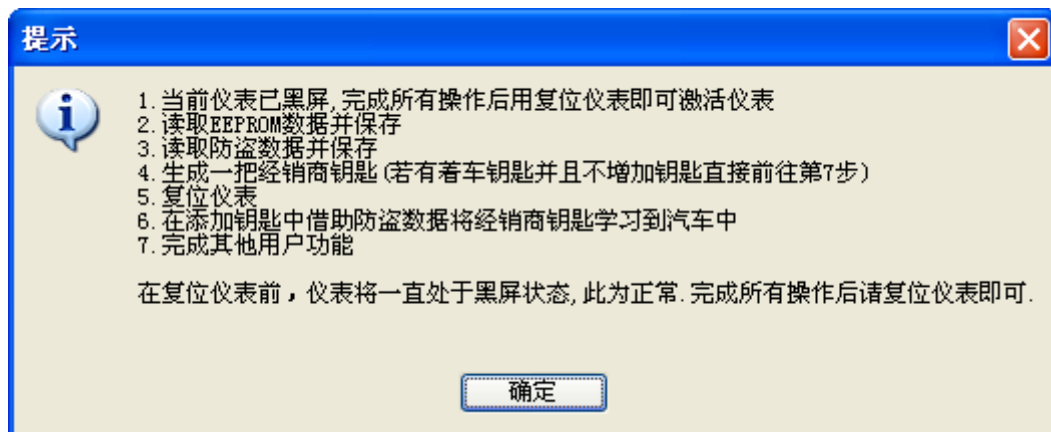 提示
1.当前仪表已黑屏,完成所有操作后用复位仪表即可激活仪表
2.读取EEPROM数据并保存
3.读取防盗数据并保存
4.生成一把经销商钥匙(若有着车钥匙并且不增加钥匙直接前往第7步)
5.复位仪表
6.在添加钥匙中借助防盗数据将经销商钥匙学习到汽车中
7.完成其他用户功能
在复位仪表前，仪表将一直处于黑屏状态,此为正常.完成所有操作后请复位仪表即可.
确定